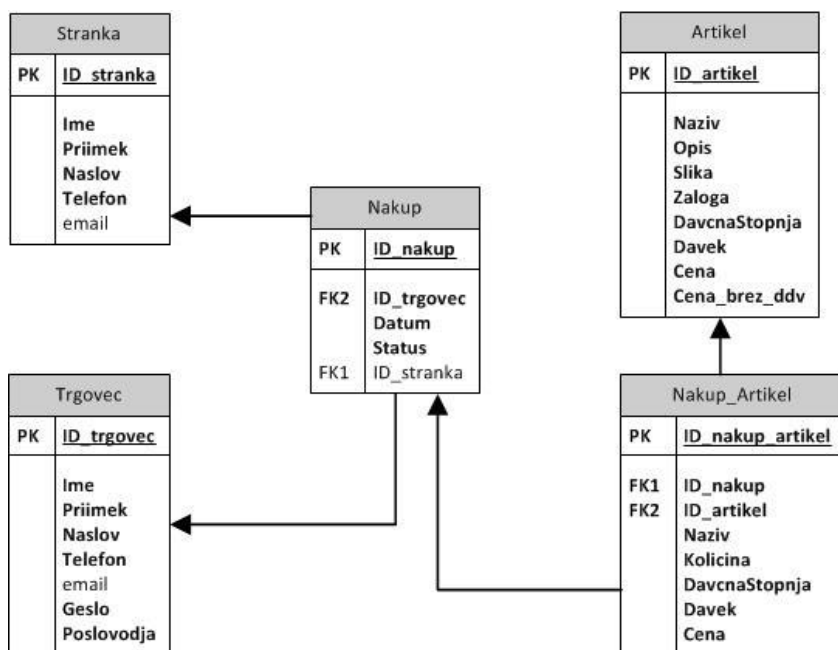 Stranka
PK ID_stranka
Ime
Priimek
Naslov
Telefon
email
Artikel
PK ID_artikel
Naziv
Opis
Slika
Zaloga
DavcnaStopnja
Davek
Cena
Cena_brez_ddv
Nakup
PK ID_nakup
FK2 ID_trgovec
Datum
Status
FK1 ID_stranka
Trgovec
PK ID_trgovec
Ime
Priimek
Naslov
Telefon
email
Geslo
Poslovodja
Nakup_Artikel
PK ID_nakup_artikel
FK1 ID_nakup
FK2 ID_artikel
Naziv
Kolicina
DavcnaStopnja
Davek
Cena